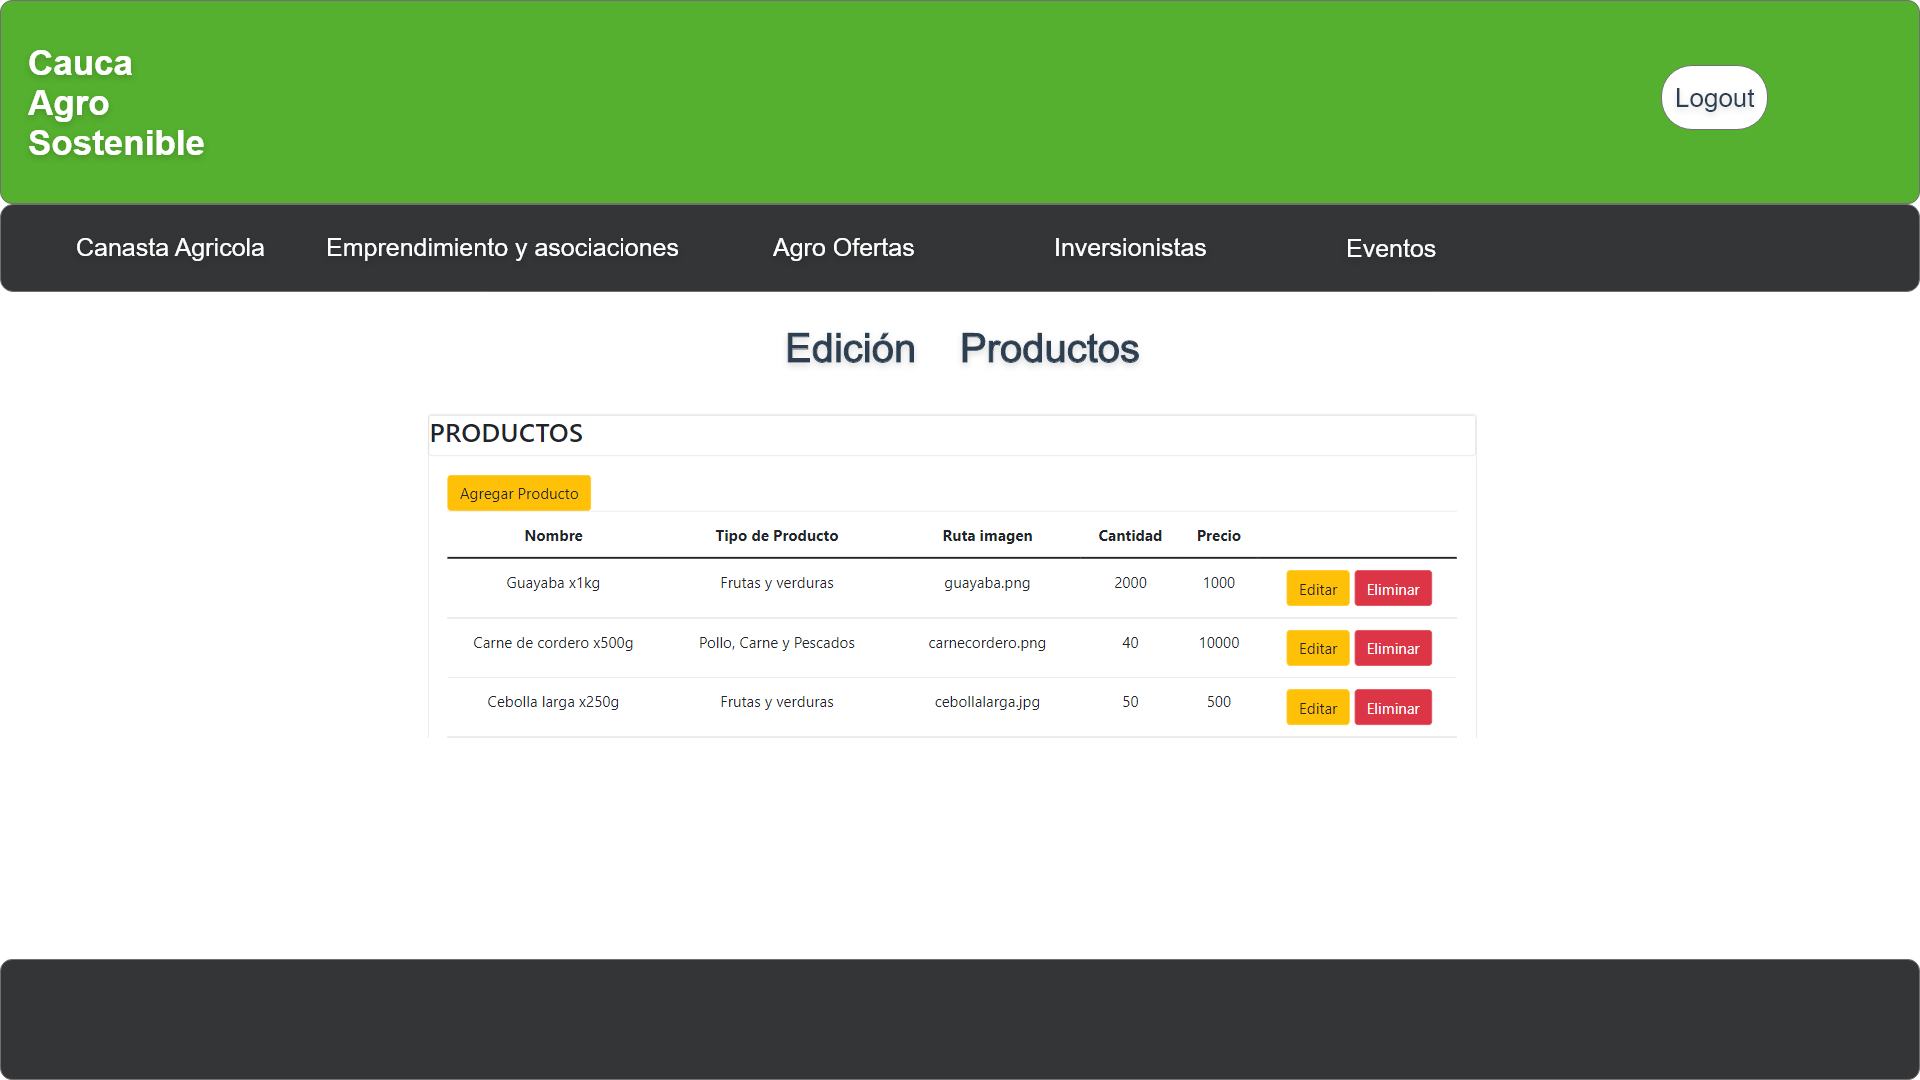 Cauca
Agro
Sostenible
Logout
Canasta Agricola Emprendimiento y asociaciones Agro Ofertas Inversionistas Eventos
Edición Productos
PRODUCTOS
Agregar Producto
Nombre Tipo de Producto Ruta imagen Cantidad Precio
Guayaba x1kg Frutas y verduras guayaba.png 2000 1000 Editar Eliminar
Carne de cordero x500g Pollo, Carne y Pescados carnecordero.png 40 10000 Editar Eliminar
Cebolla larga x250g Frutas y verduras cebollalarga.jpg 50 500 Editar Eliminar